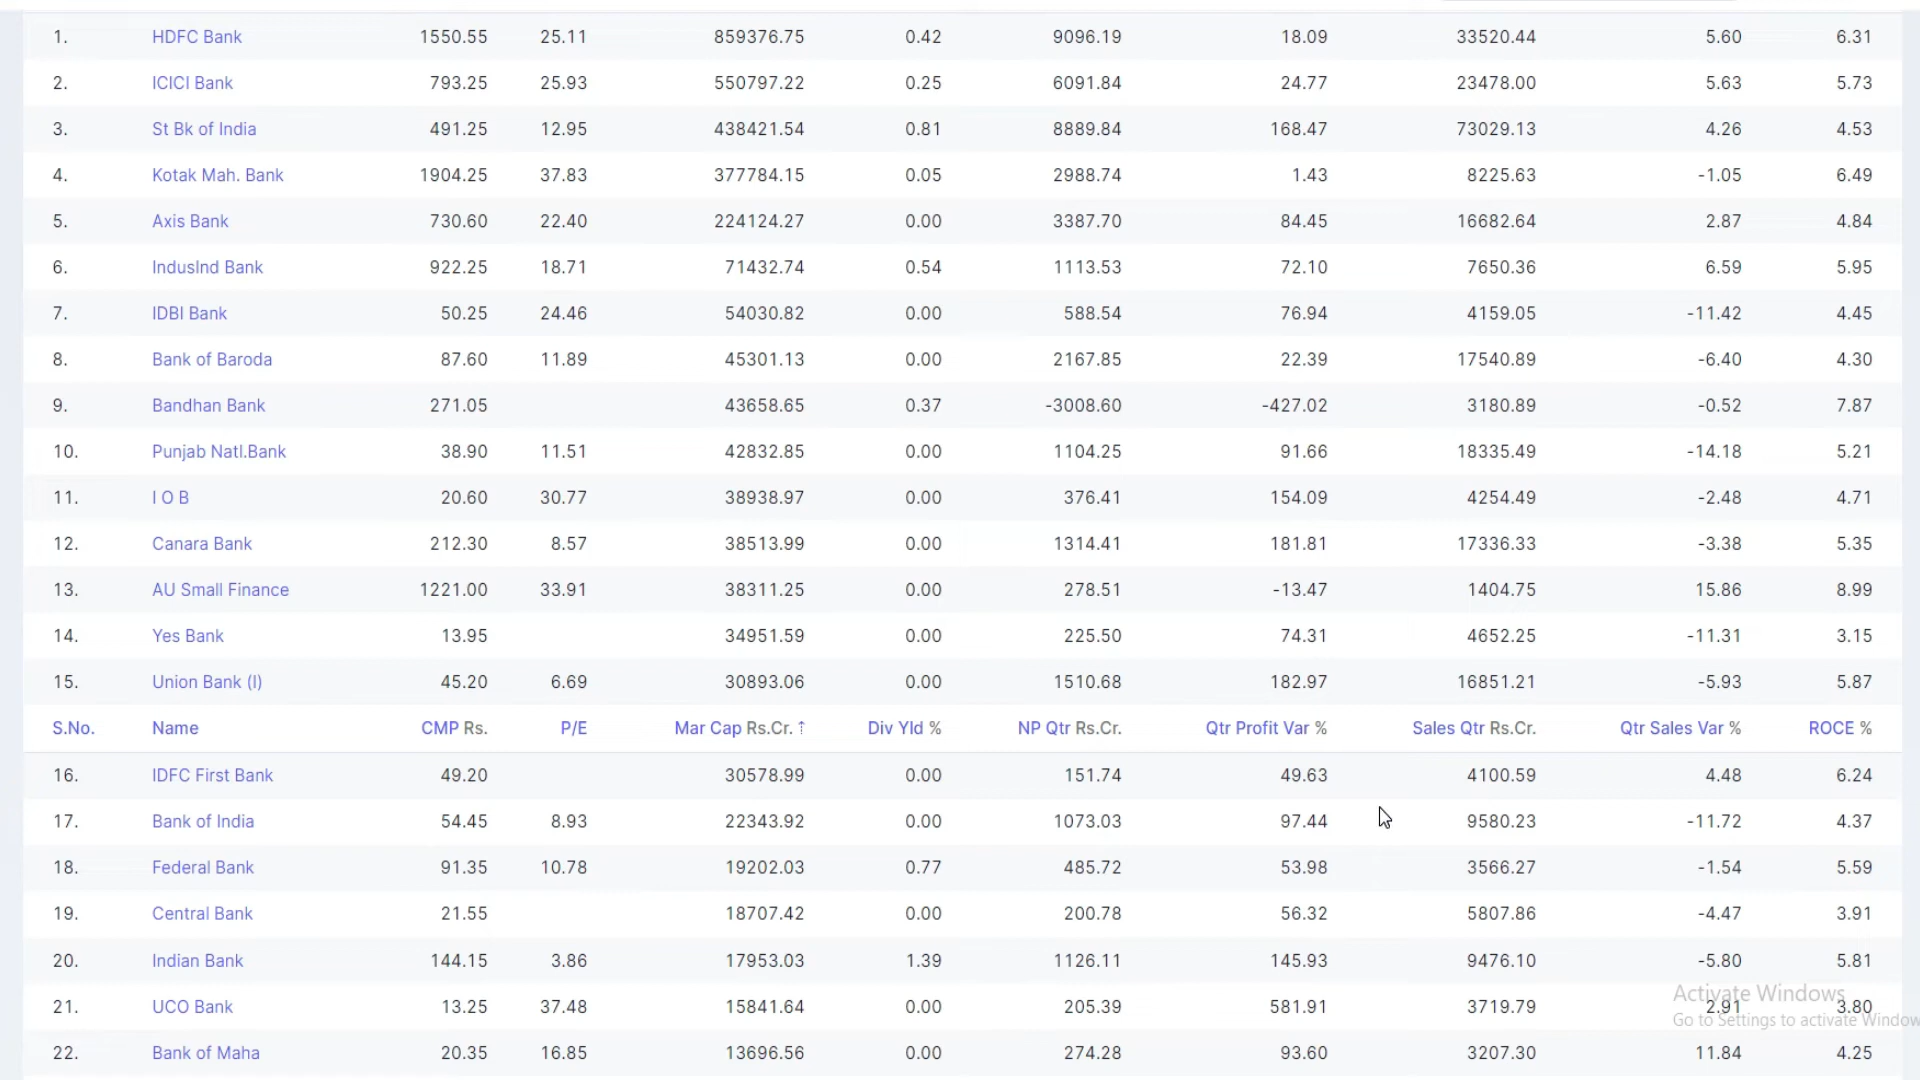 1. HDFC Bank 1550.55 25.11 859376.75 0.42 9096.19 18.09 33520.44 5.60 6.31
2. ICICI Bank 793.25 25.93 550797.22 0.25 6091.84 24.77 23478.00 5.63 5.73
3. St Bk of India 491.25 12.95 438421.54 0.81 8889.84 168.47 73029.13 4.26 4.53
4. Kotak Mah. Bank 1904.25 37.83 377784.15 0.05 2988.74 1.43 8225.63 -1.05 6.49
5. Axis Bank 730.60 22.40 224124.27 0.00 3387.70 84.45 16682.64 2.87 4.84
6. IndusInd Bank 922.25 18.71 71432.74 0.54 1113.53 72.10 7650.36 6.59 5.95
7. IDBI Bank 50.25 24.46 54030.82 0.00 588.54 76.94 4159.05 -11.42 4.45
8. Bank of Baroda 87.60 11.89 45301.13 0.00 2167.85 22.39 17540.89 -6.40 4.30
9. Bandhan Bank 271.05 43658.65 0.37 -3008.60 -427.02 3180.89 -0.52 7.87
10. Punjab Natl.Bank 38.90 11.51 42832.85 0.00 1104.25 91.66 18335.49 -14.18 5.21
11. I O B 20.60 30.77 38938.97 0.00 376.41 154.09 4254.49 -2.48 4.71
12. Canara Bank 212.30 8.57 38513.99 0.00 1314.41 181.81 17336.33 -3.38 5.35
13. AU Small Finance 1221.00 33.91 38311.25 0.00 278.51 -13.47 1404.75 15.86 8.99
14. Yes Bank 13.95 34951.59 0.00 225.50 74.31 4652.25 -11.31 3.15
15. Union Bank (I) 45.20 6.69 30893.06 0.00 1510.68 182.97 16851.21 -5.93 5.87
S.No. Name CMP Rs. P/E Mar Cap Rs.Cr. ↑ Div Yld % NP Qtr Rs.Cr. Qtr Profit Var % Sales Qtr Rs.Cr. Qtr Sales Var % ROCE %
16. IDFC First Bank 49.20 30578.99 0.00 151.74 49.63 4100.59 4.48 6.24
17. Bank of India 54.45 8.93 22343.92 0.00 1073.03 97.44 9580.23 -11.72 4.37
18. Federal Bank 91.35 10.78 19202.03 0.77 485.72 53.98 3566.27 -1.54 5.59
19. Central Bank 21.55 18707.42 0.00 200.78 56.32 5807.86 -4.47 3.91
20. Indian Bank 144.15 3.86 17953.03 1.39 1126.11 145.93 9476.10 -5.80 5.81
Activate Windows
21. UCO Bank 13.25 37.48 15841.64 0.00 205.39 581.91 3719.79 2.91 3.80
Go to Settings to activate Window
22. Bank of Maha 20.35 16.85 13696.56 0.00 274.28 93.60 3207.30 11.84 4.25